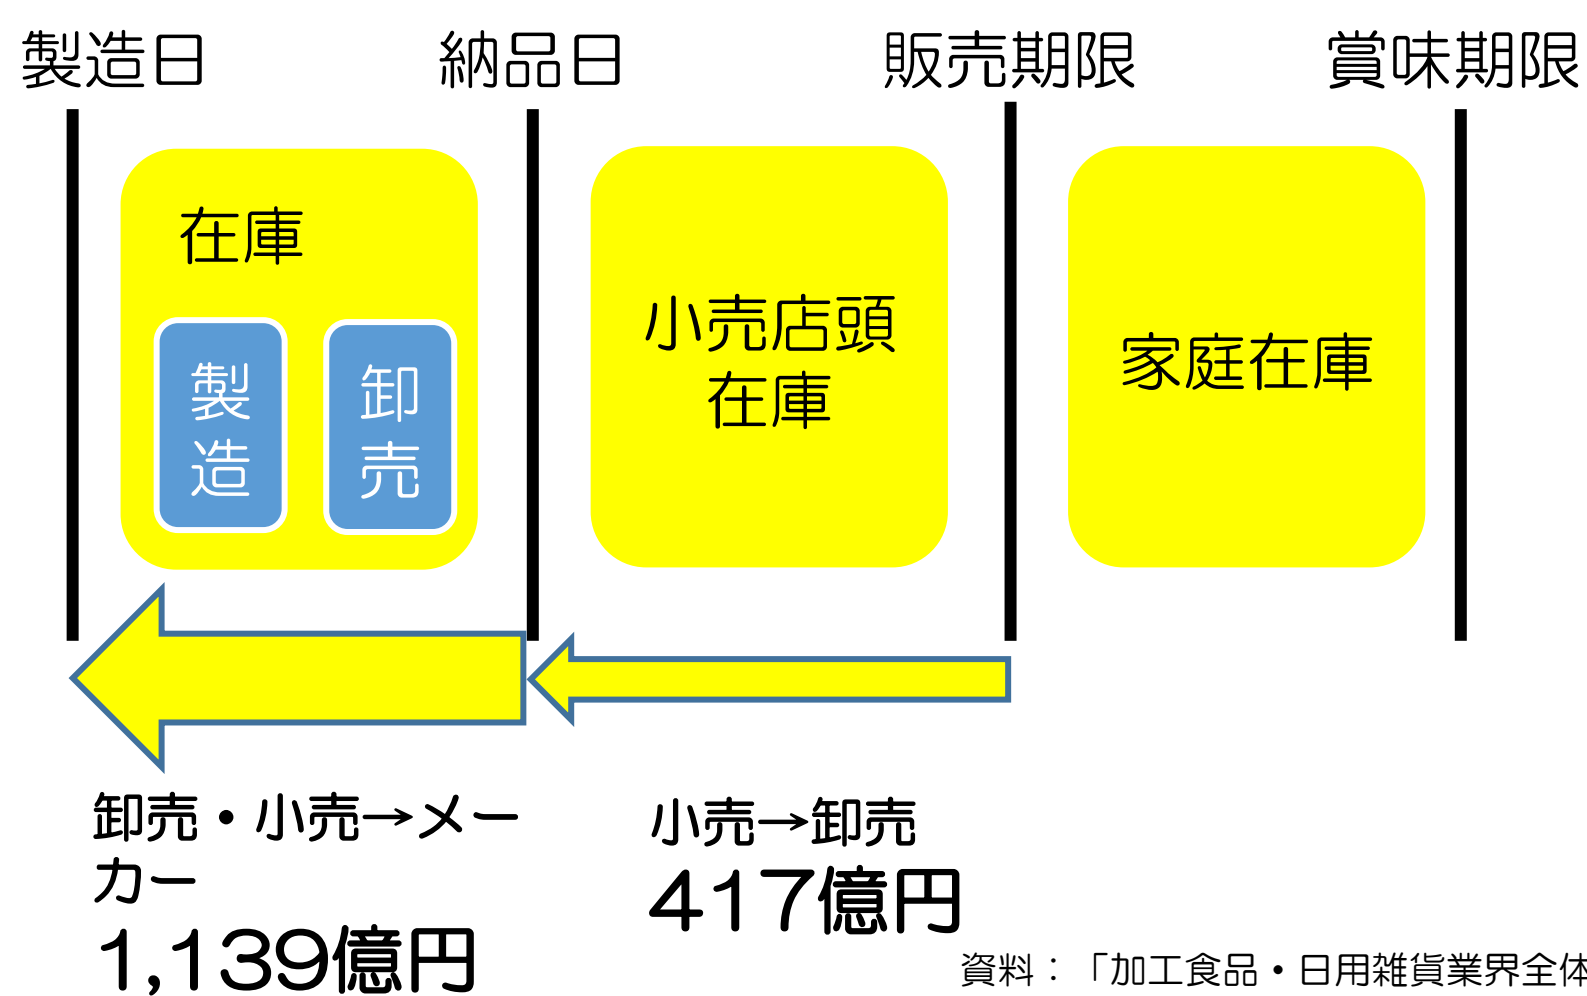 製造日
納品日
販売期限
賞味期限
在庫
製造
卸売
小売店頭
在庫
家庭在庫
卸売・小売→メー
カー
1,139億円
小売→卸売
417億円
資料：「加工食品・日用雑貨業界全体